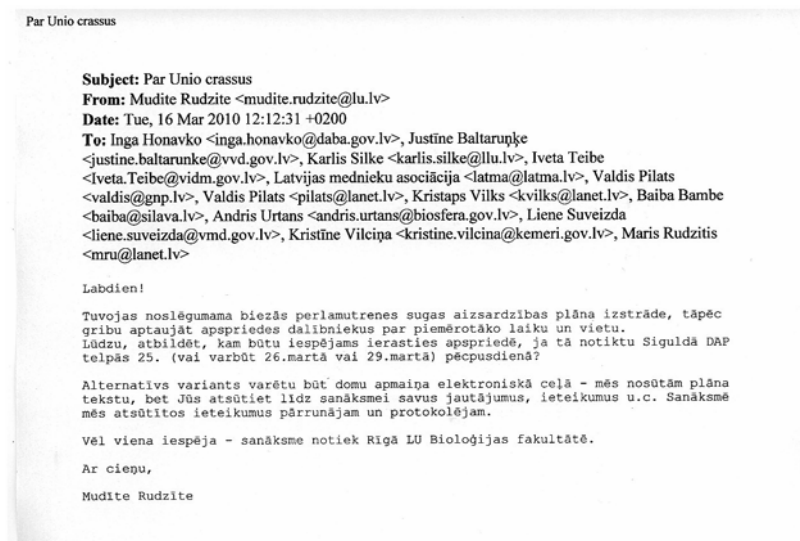 Par Unio crassus
Subject: Par Unio crassus
From: Mudite Rudzite <mudite.rudzite@lu.lv>
Date: Tue, 16 Mar 2010 12:12:31 +0200
To: Inga Honavko <inga.honavko@daba.gov.lv>, Justīne Baltaruņķe
<justine.baltarunke@vvd.gov.lv>, Karlis Silke <karlis.silke@llu.lv>, Iveta Teibe
<Iveta.Teibe@vidm.gov.lv>, Latvijas mednieku asociācija <latma@latma.lv>, Valdis Pilats
<valdis@gnp.lv>, Valdis Pilats <pilats@lanet.lv>, Kristaps Vilks <kvilks@lanet.lv>, Baiba Bambe
<baiba@silava.lv>, Andris Urtans <andris.urtans@biosfera.gov.lv>, Liene Suveizda
<liene.suveizda@vmd.gov.lv>, Kristīne Vilciņa <kristine.vilcina@kemeri.gov.lv>, Maris Rudzitis
<mru@lanet.lv>
Labdien!
Tuvojas noslēgumama biezās perlamutrenes sugas aizsardzības plāna izstrāde, tāpēc
gribu aptaujāt apspriedes dalībniekus par piemērotāko laiku un vietu.
Lūdzu, atbildēt, kam būtu iespējams ierasties apspriedē, ja tā notiktu Siguldā DAP
telpās 25. (vai varbūt 26.martā vai 29.martā) pēcpusdienā?
Alternatīvs variants varētu būt domu apmaiņa elektroniskā ceļā - mēs nosūtām plāna
tekstu, bet Jūs atsūtiet līdz sanāksmei savus jautājumus, ieteikumus u.c. Sanāksmē
mēs atsūtītos ieteikumus pārrunājam un protokolējam.
Vēl viena iespēja - sanāksme notiek Rīgā LU Bioloģijas fakultātē.
Ar cieņu,
Mudīte Rudzīte